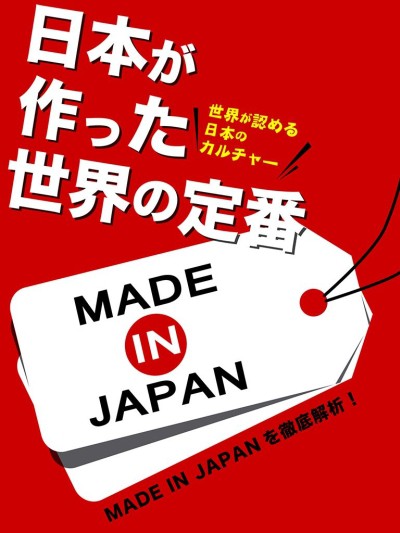 日本が
作った
世界の定番
世界が認める
日本の
カルチャー
MADE
IN
JAPAN
MADE IN JAPANを徹底解析！